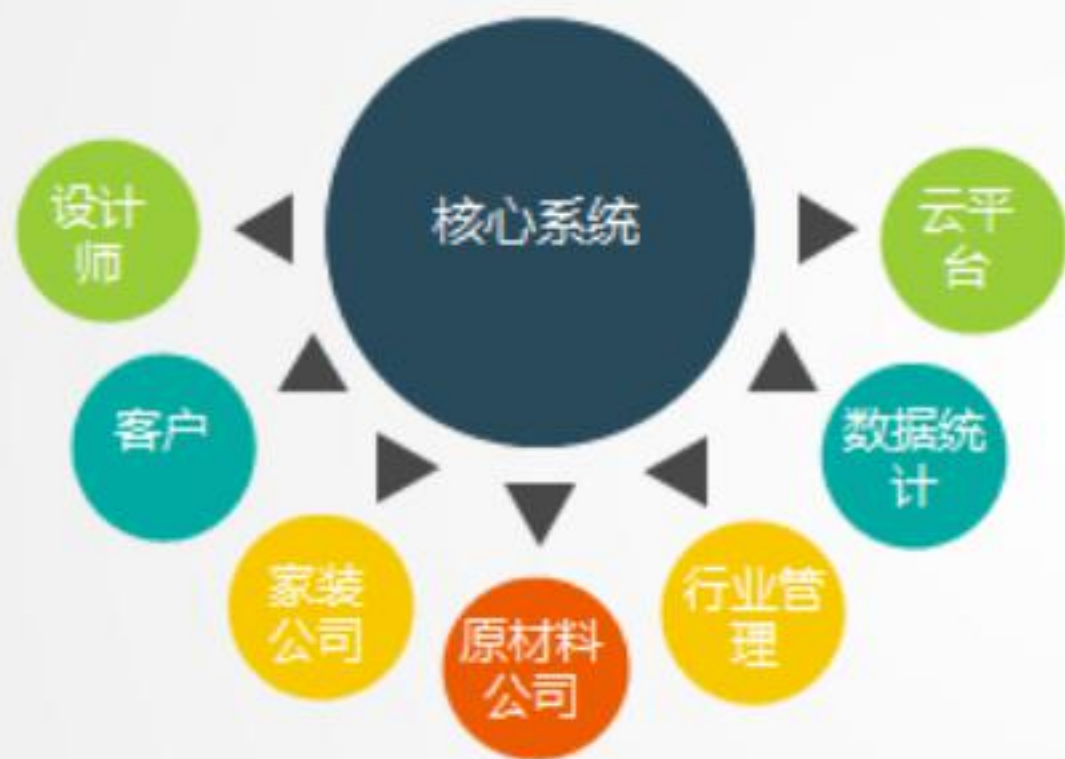 核心系统
设计
师
云平
台
客户
数据统
计
家装
公司
行业管
理
原材料
公司